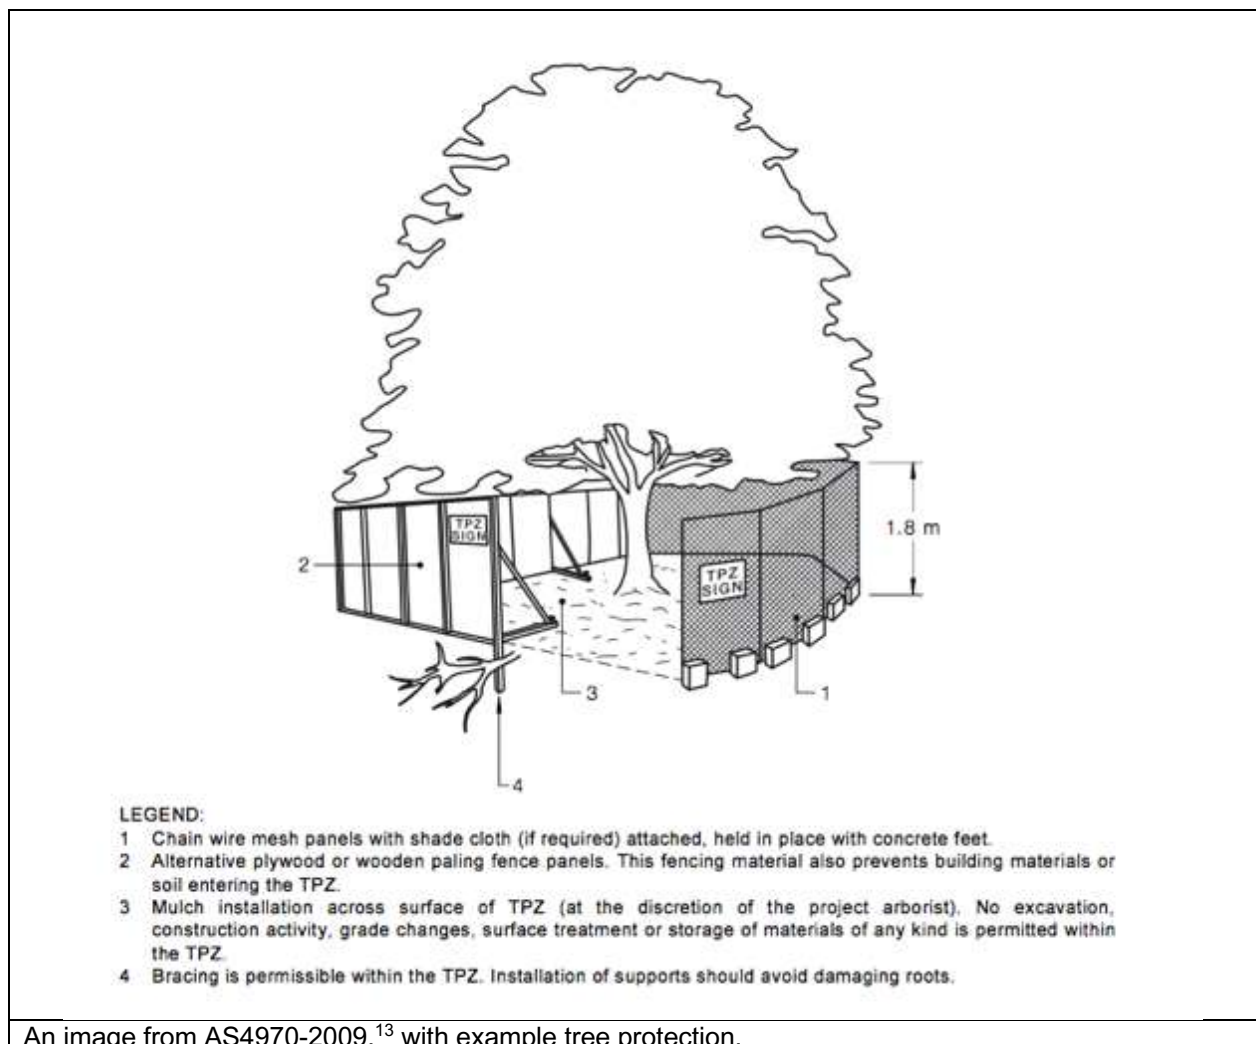 TPZ
SIGN
1.8 m
2
TPZ
SIGN
3
1
4
LEGEND:
1 Chain wire mesh panels with shade cloth (if required) attached, held in place with concrete feet.
2 Alternative plywood or wooden paling fence panels. This fencing material also prevents building materials or
soil entering the TPZ.
3 Mulch installation across surface of TPZ (at the discretion of the project arborist). No excavation,
construction activity, grade changes, surface treatment or storage of materials of any kind is permitted within
the TPZ.
4 Bracing is permissible within the TPZ. Installation of supports should avoid damaging roots.
An image from AS4970-2009,¹³ with example tree protection.